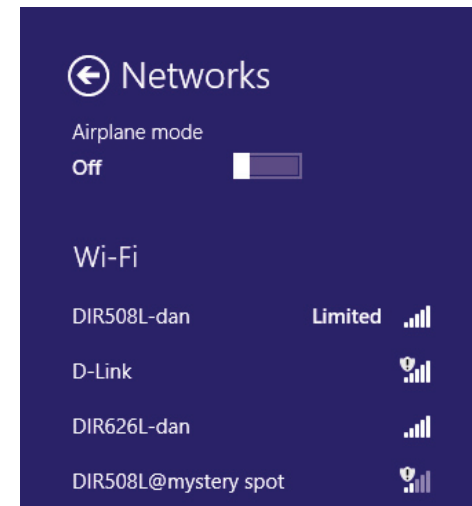 Networks
Airplane mode
Off
Wi-Fi
DIR508L-dan Limited
D-Link
DIR626L-dan
DIR508L@mystery spot